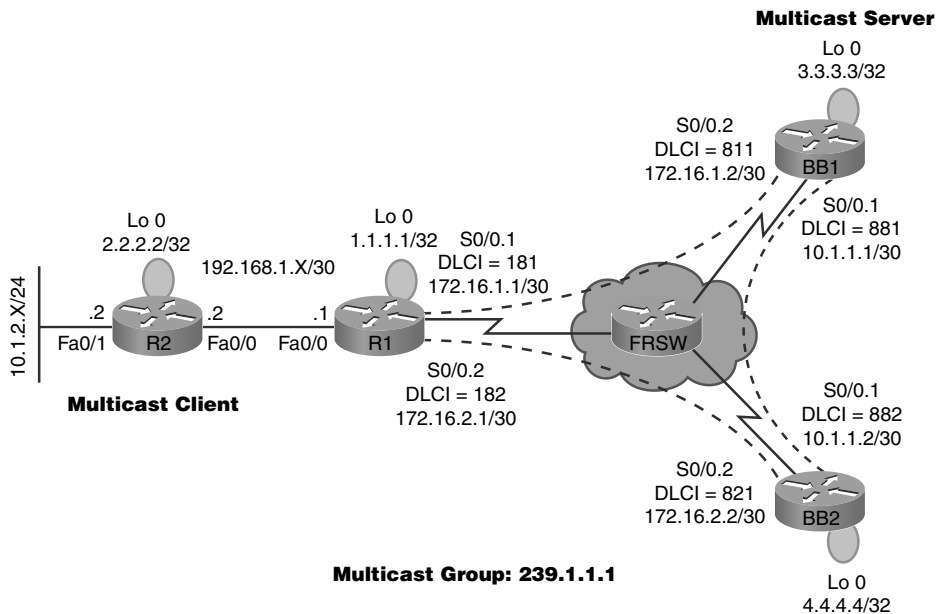 Multicast Server
Lo 0
3.3.3.3/32
S0/0.2
DLCI = 811
172.16.1.2/30
BB1
S0/0.1
DLCI = 881
10.1.1.1/30
Lo 0
2.2.2.2/32
192.168.1.X/30
Lo 0
1.1.1.1/32
S0/0.1
DLCI = 181
172.16.1.1/30
10.1.2.X/24
.2
Fa0/1
R2
.2
Fa0/0
.1
Fa0/0
R1
FRSW
Multicast Client
S0/0.2
DLCI = 182
172.16.2.1/30
S0/0.1
DLCI = 882
10.1.1.2/30
S0/0.2
DLCI = 821
172.16.2.2/30
BB2
Multicast Group: 239.1.1.1
Lo 0
4.4.4.4/32